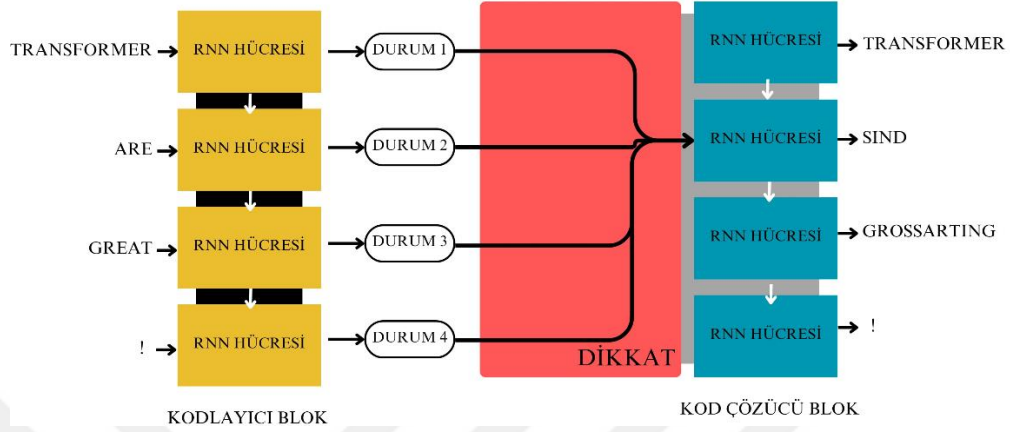 TRANSFORMER
RNN HÜCRESİ
DURUM 1
RNN HÜCRESİ
TRANSFORMER
ARE
RNN HÜCRESİ
DURUM 2
RNN HÜCRESİ
SIND
GREAT
RNN HÜCRESİ
DURUM 3
RNN HÜCRESİ
GROSSARTING
!
RNN HÜCRESİ
DURUM 4
RNN HÜCRESİ
!
DİKKAT
KODLAYICI BLOK
KOD ÇÖZÜCÜ BLOK